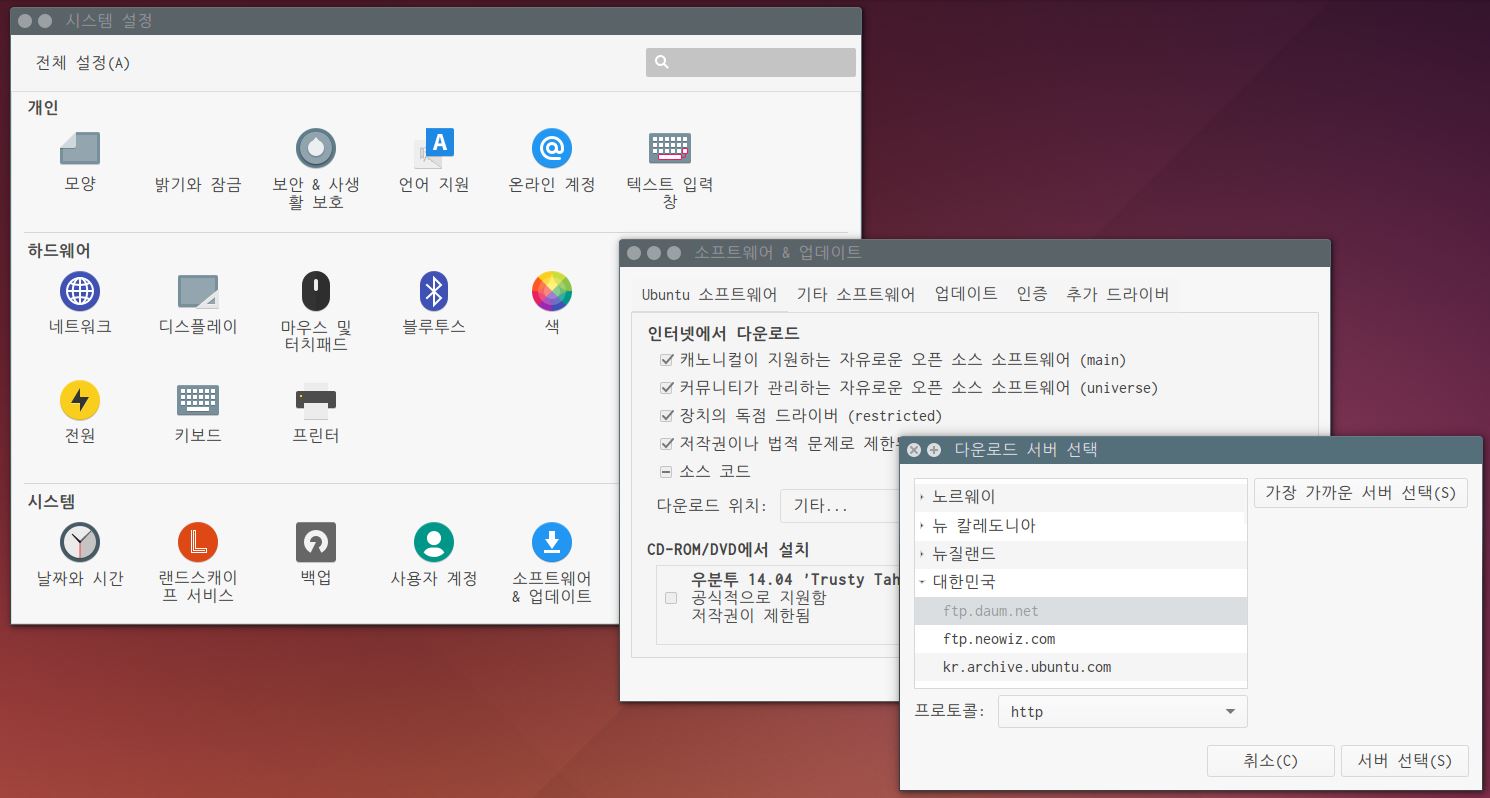 시스템 설정
전체 설정(A)
개인
모양
밝기와 잠금
보안 & 사생
활 보호
언어 지원
온라인 계정
텍스트 입력
창
하드웨어
네트워크
디스플레이
마우스 및
터치패드
블루투스
색
전원
키보드
프린터
시스템
날짜와 시간
랜드스케이
프 서비스
백업
사용자 계정
소프트웨어
& 업데이트
소프트웨어 & 업데이트
Ubuntu 소프트웨어 기타 소프트웨어 업데이트 인증 추가 드라이버
인터넷에서 다운로드
캐노니컬이 지원하는 자유로운 오픈 소스 소프트웨어 (main)
커뮤니티가 관리하는 자유로운 오픈 소스 소프트웨어 (universe)
장치의 독점 드라이버 (restricted)
저작권이나 법적 문제로 제한
소스 코드
다운로드 위치: 기타...
CD-ROM/DVD에서 설치
우분투 14.04 'Trusty Tah
공식적으로 지원함
저작권이 제한됨
다운로드 서버 선택
노르웨이
뉴 칼레도니아
뉴질랜드
대한민국
ftp.daum.net
ftp.neowiz.com
kr.archive.ubuntu.com
가장 가까운 서버 선택(S)
프로토콜: http
취소(C)
서버 선택(S)